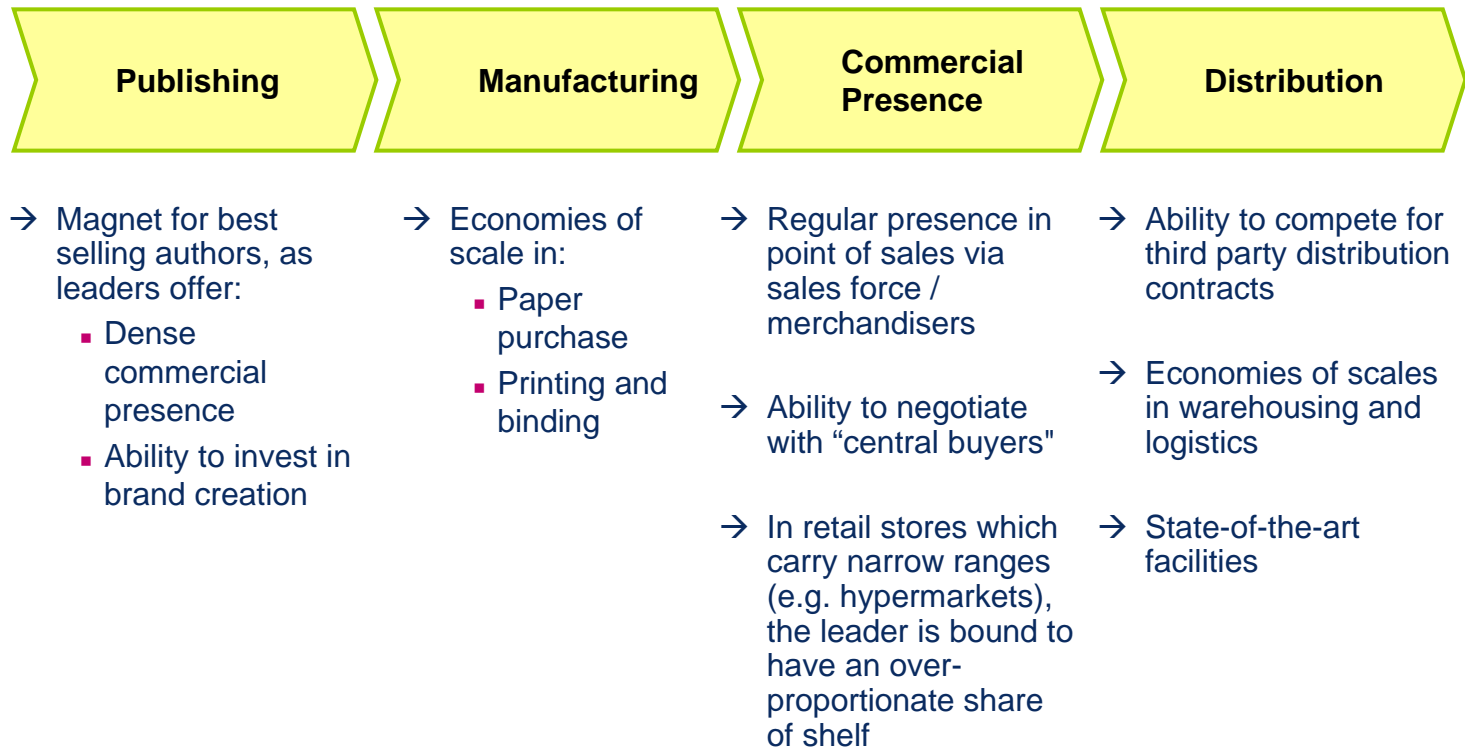 Publishing
Manufacturing
Commercial
Presence
Distribution
→ Magnet for best
selling authors, as
leaders offer:
▪ Dense
commercial
presence
▪ Ability to invest in
brand creation
→ Economies of
scale in:
▪ Paper
purchase
▪ Printing and
binding
→ Regular presence in
point of sales via
sales force /
merchandisers
→ Ability to negotiate
with “central buyers"
→ In retail stores which
carry narrow ranges
(e.g. hypermarkets),
the leader is bound to
have an over-
proportionate share
of shelf
→ Ability to compete for
third party distribution
contracts
→ Economies of scales
in warehousing and
logistics
→ State-of-the-art
facilities